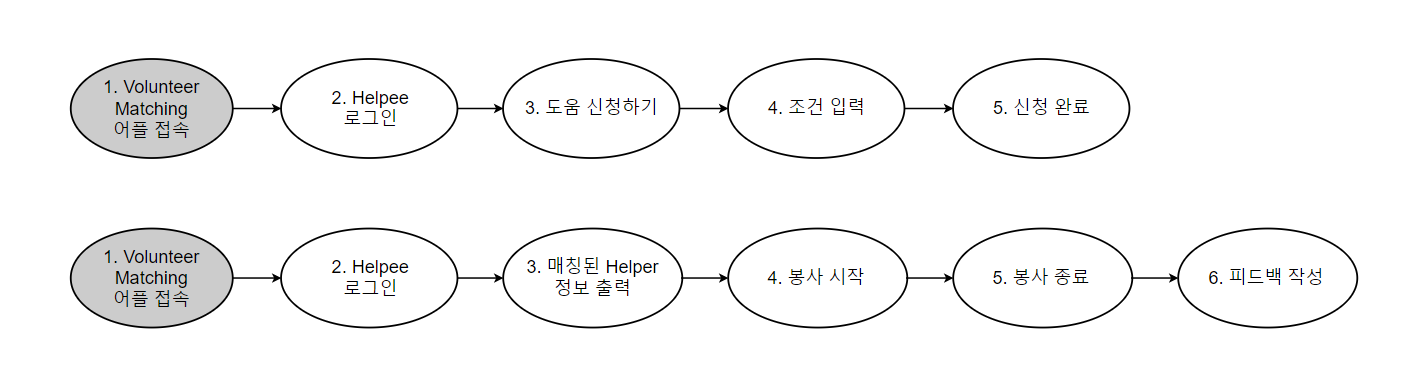 1. Volunteer
Matching
어플 접속
2. Helpee
로그인
3. 도움 신청하기
4. 조건 입력
5. 신청 완료
1. Volunteer
Matching
어플 접속
2. Helpee
로그인
3. 매칭된 Helper
정보 출력
4. 봉사 시작
5. 봉사 종료
6. 피드백 작성